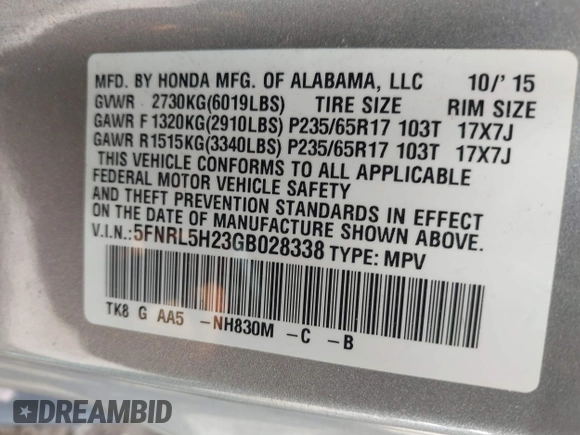 MFD. BY HONDA MFG. OF ALABAMA, LLC 10/' 15
GVWR 2730KG(6019LBS) TIRE SIZE RIM SIZE
GAWR F 1320KG(2910LBS) P235/65R17 103T 17X7J
GAWR R1515KG(3340LBS) P235/65R17 103T 17X7J
THIS VEHICLE CONFORMS TO ALL APPLICABLE
FEDERAL MOTOR VEHICLE SAFETY
AND THEFT PREVENTION STANDARDS IN EFFECT
ON THE DATE OF MANUFACTURE SHOWN ABOVE.
V.I.N.:5FNRL5H23GB028338 TYPE: MPV
TK8 G AA5 -NH830M -C -B
DREAMBID